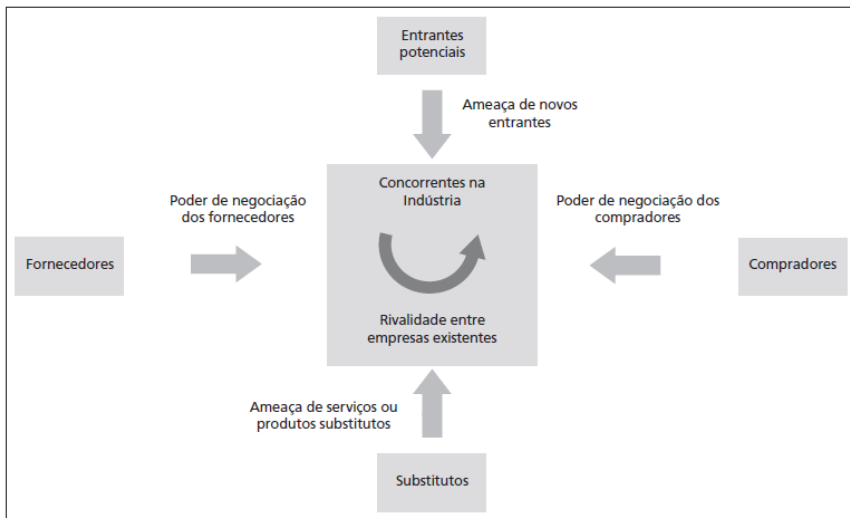 Entrantes
potenciais
Ameaça de novos
entrantes
Concorrentes na
Indústria
Poder de negociação
dos fornecedores
Poder de negociação dos
compradores
Fornecedores
Compradores
Rivalidade entre
empresas existentes
Ameaça de serviços ou
produtos substitutos
Substitutos